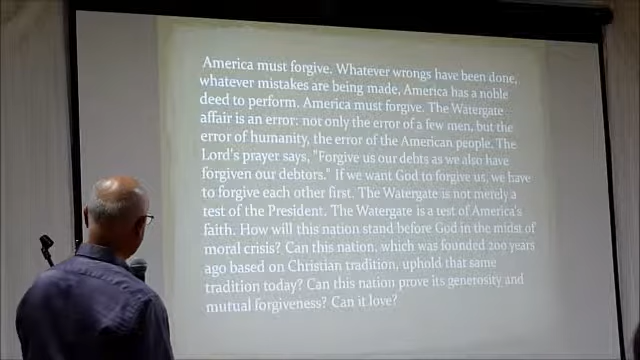 America must forgive. Whatever wrongs have been done,
whatever mistakes are being made, America has a noble
deed to perform. America must forgive. The Watergate
affair is an error: not only the error of a few men, but the
error of humanity, the error of the American people. The
Lord's prayer says, "Forgive us our debts as we also have
forgiven our debtors." If we want God to forgive us, we have
to forgive each other first. The Watergate is not merely a
test of the President. The Watergate is a test of America's
faith. How will this nation stand before God in the midst of
moral crisis? Can this nation, which was founded 200 years
ago based on Christian tradition, uphold that same
tradition today? Can this nation prove its generosity and
mutual forgiveness? Can it love?